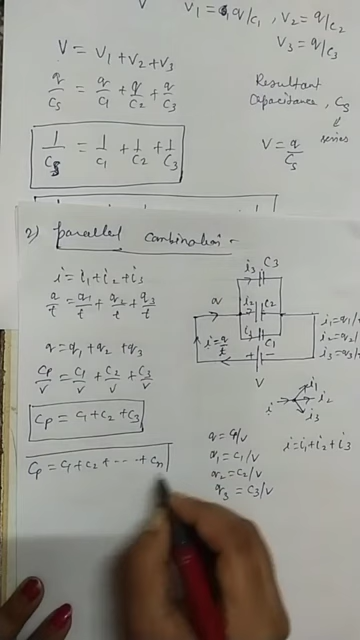 V
V1 = q/c1, V2 = q/c2
V3 = q/c3
V = V1+V2+V3
q/Cs = q/c1 + q/c2 + q/c3
Resultant
Capacitance, Cs
series
1/Cs = 1/c1 + 1/c2 + 1/c3
V = q/Cs
2) parallel combination:-
i = i1+i2+i3
q/t = q1/t + q2/t + q3/t
q = q1 + q2 + q3
Cp/v = c1/v + c2/v + c3/v
Cp = c1+c2+c3
Cp = c1+c2+ ---- + cn
i3 C3
q i2 c2
i1 C1
i = q/t
+ -
V
i1 = q1/
i2 = q2/
i3 = q3/
i i1
i2
i3
i = i1+i2+i3
q = c/v
q1 = c1/v
q2 = c2/v
q3 = c3/v